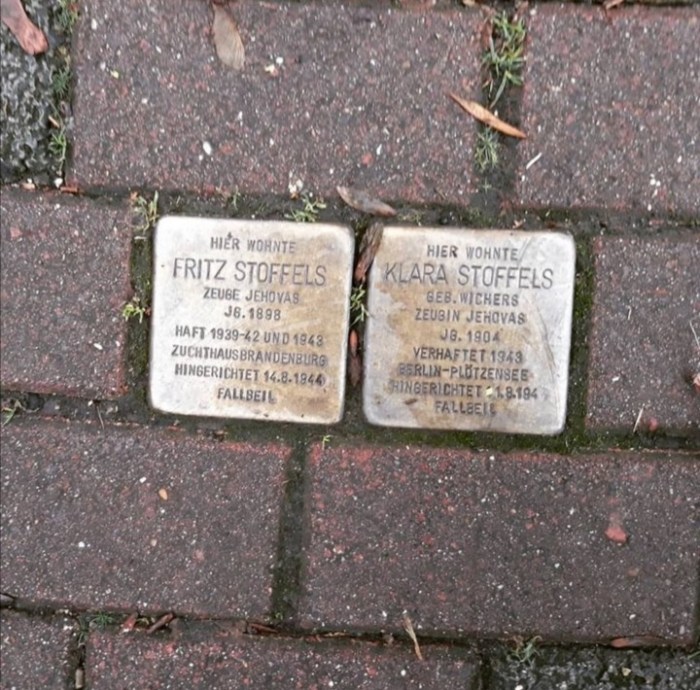 HIER WOHNTE
FRITZ STOFFELS
ZEUGE JEHOVAS
JG. 1898
HAFT 1939-42 UND 1943
ZUCHTHAUS BRANDENBURG
HINGERICHTET 14.8.1944
FALLBEIL
HIER WOHNTE
KLARA STOFFELS
GEB. WICHERS
ZEUGIN JEHOVAS
JG. 1904
VERHAFTET 1943
BERLIN-PLÖTZENSEE
HINGERICHTET
FALLBEIL